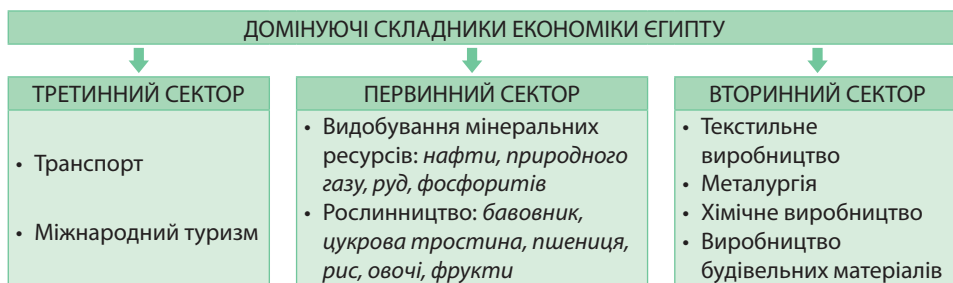 ДОМІНУЮЧІ СКЛАДНИКИ ЕКОНОМІКИ ЄГИПТУ
ТРЕТИННИЙ СЕКТОР
• Транспорт
• Міжнародний туризм
ПЕРВИННИЙ СЕКТОР
• Видобування мінеральних
ресурсів: нафти, природного
газу, руд, фосфоритів
• Рослинництво: бавовник,
цукрова тростина, пшениця,
рис, овочі, фрукти
ВТОРИННИЙ СЕКТОР
• Текстильне
виробництво
• Металургія
• Хімічне виробництво
• Виробництво
будівельних матеріалів